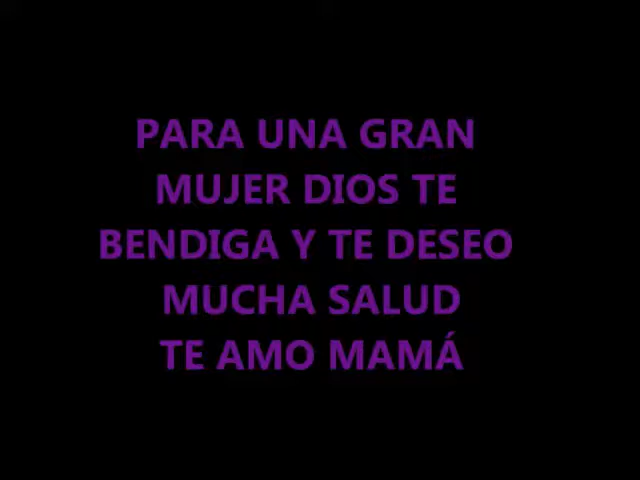 PARA UNA GRAN
MUJER DIOS TE
BENDIGA Y TE DESEO
MUCHA SALUD
TE AMO MAMÁ